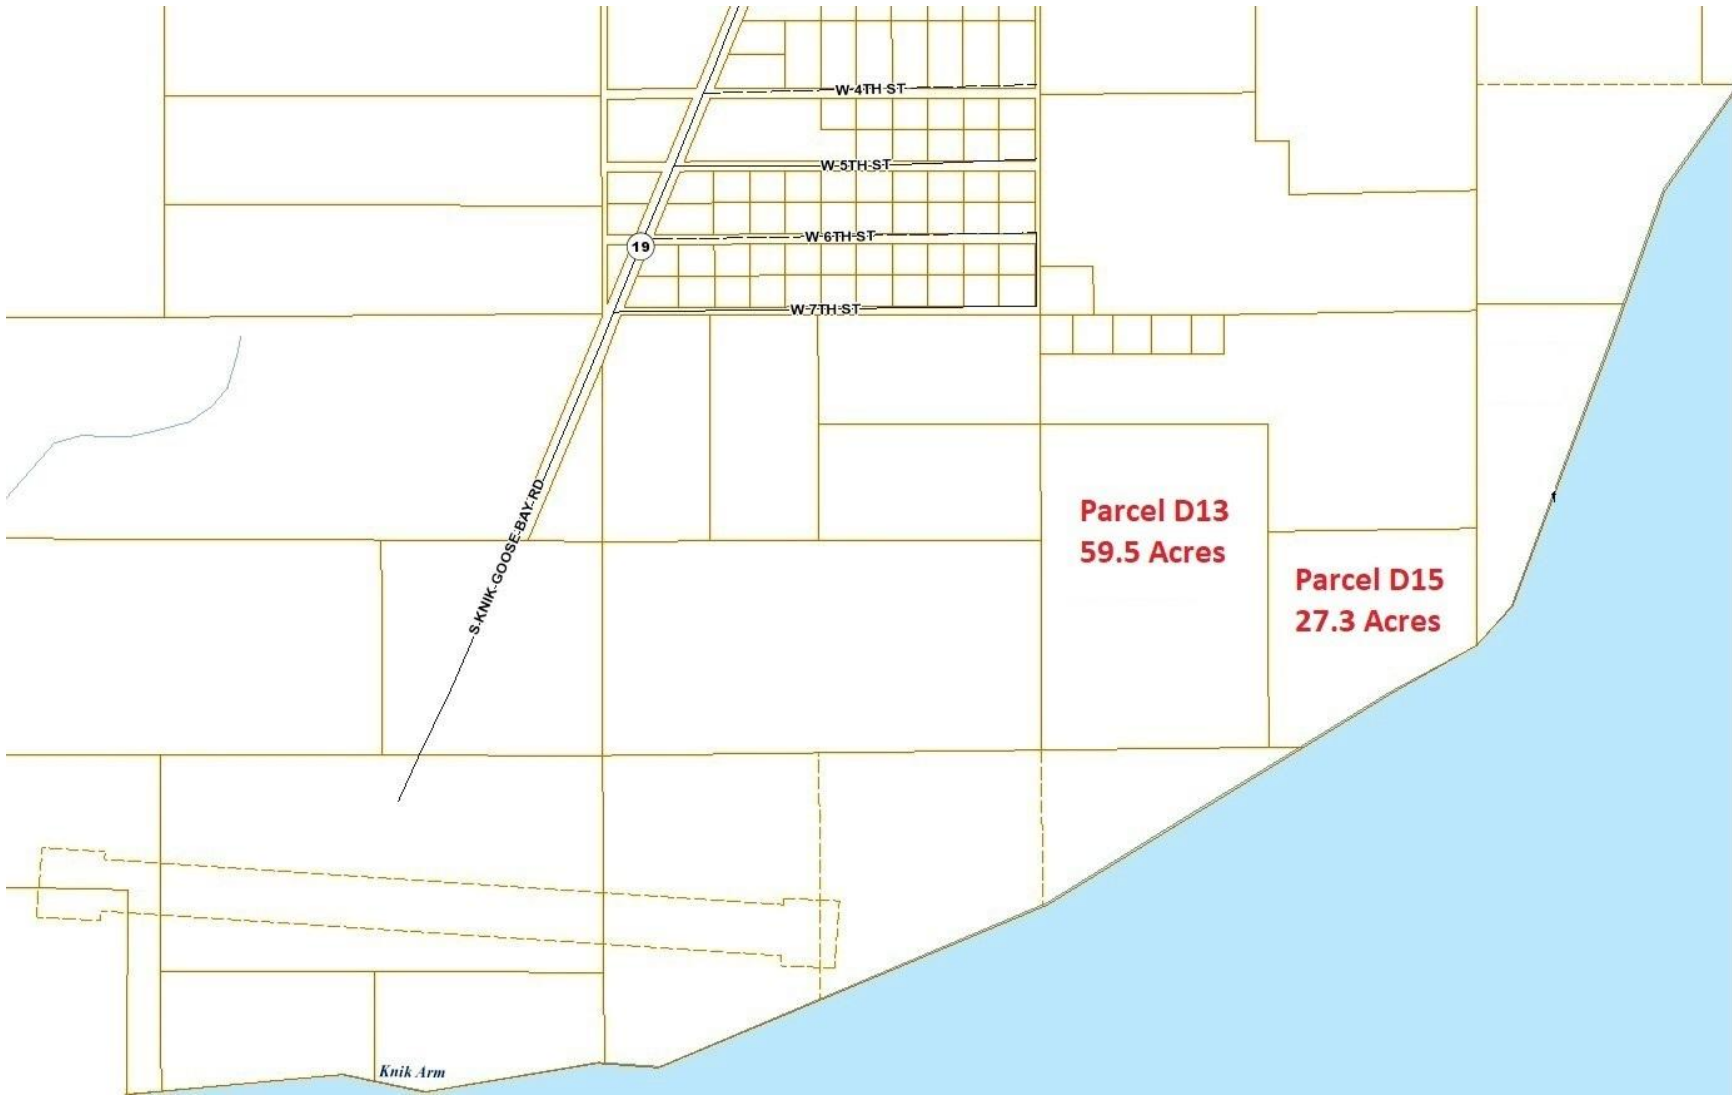 W 4TH ST
W 5TH ST
W 6TH ST
19
W 7TH ST
S KNIK-GOOSE BAY RD
Parcel D13
59.5 Acres
Parcel D15
27.3 Acres
Knik Arm